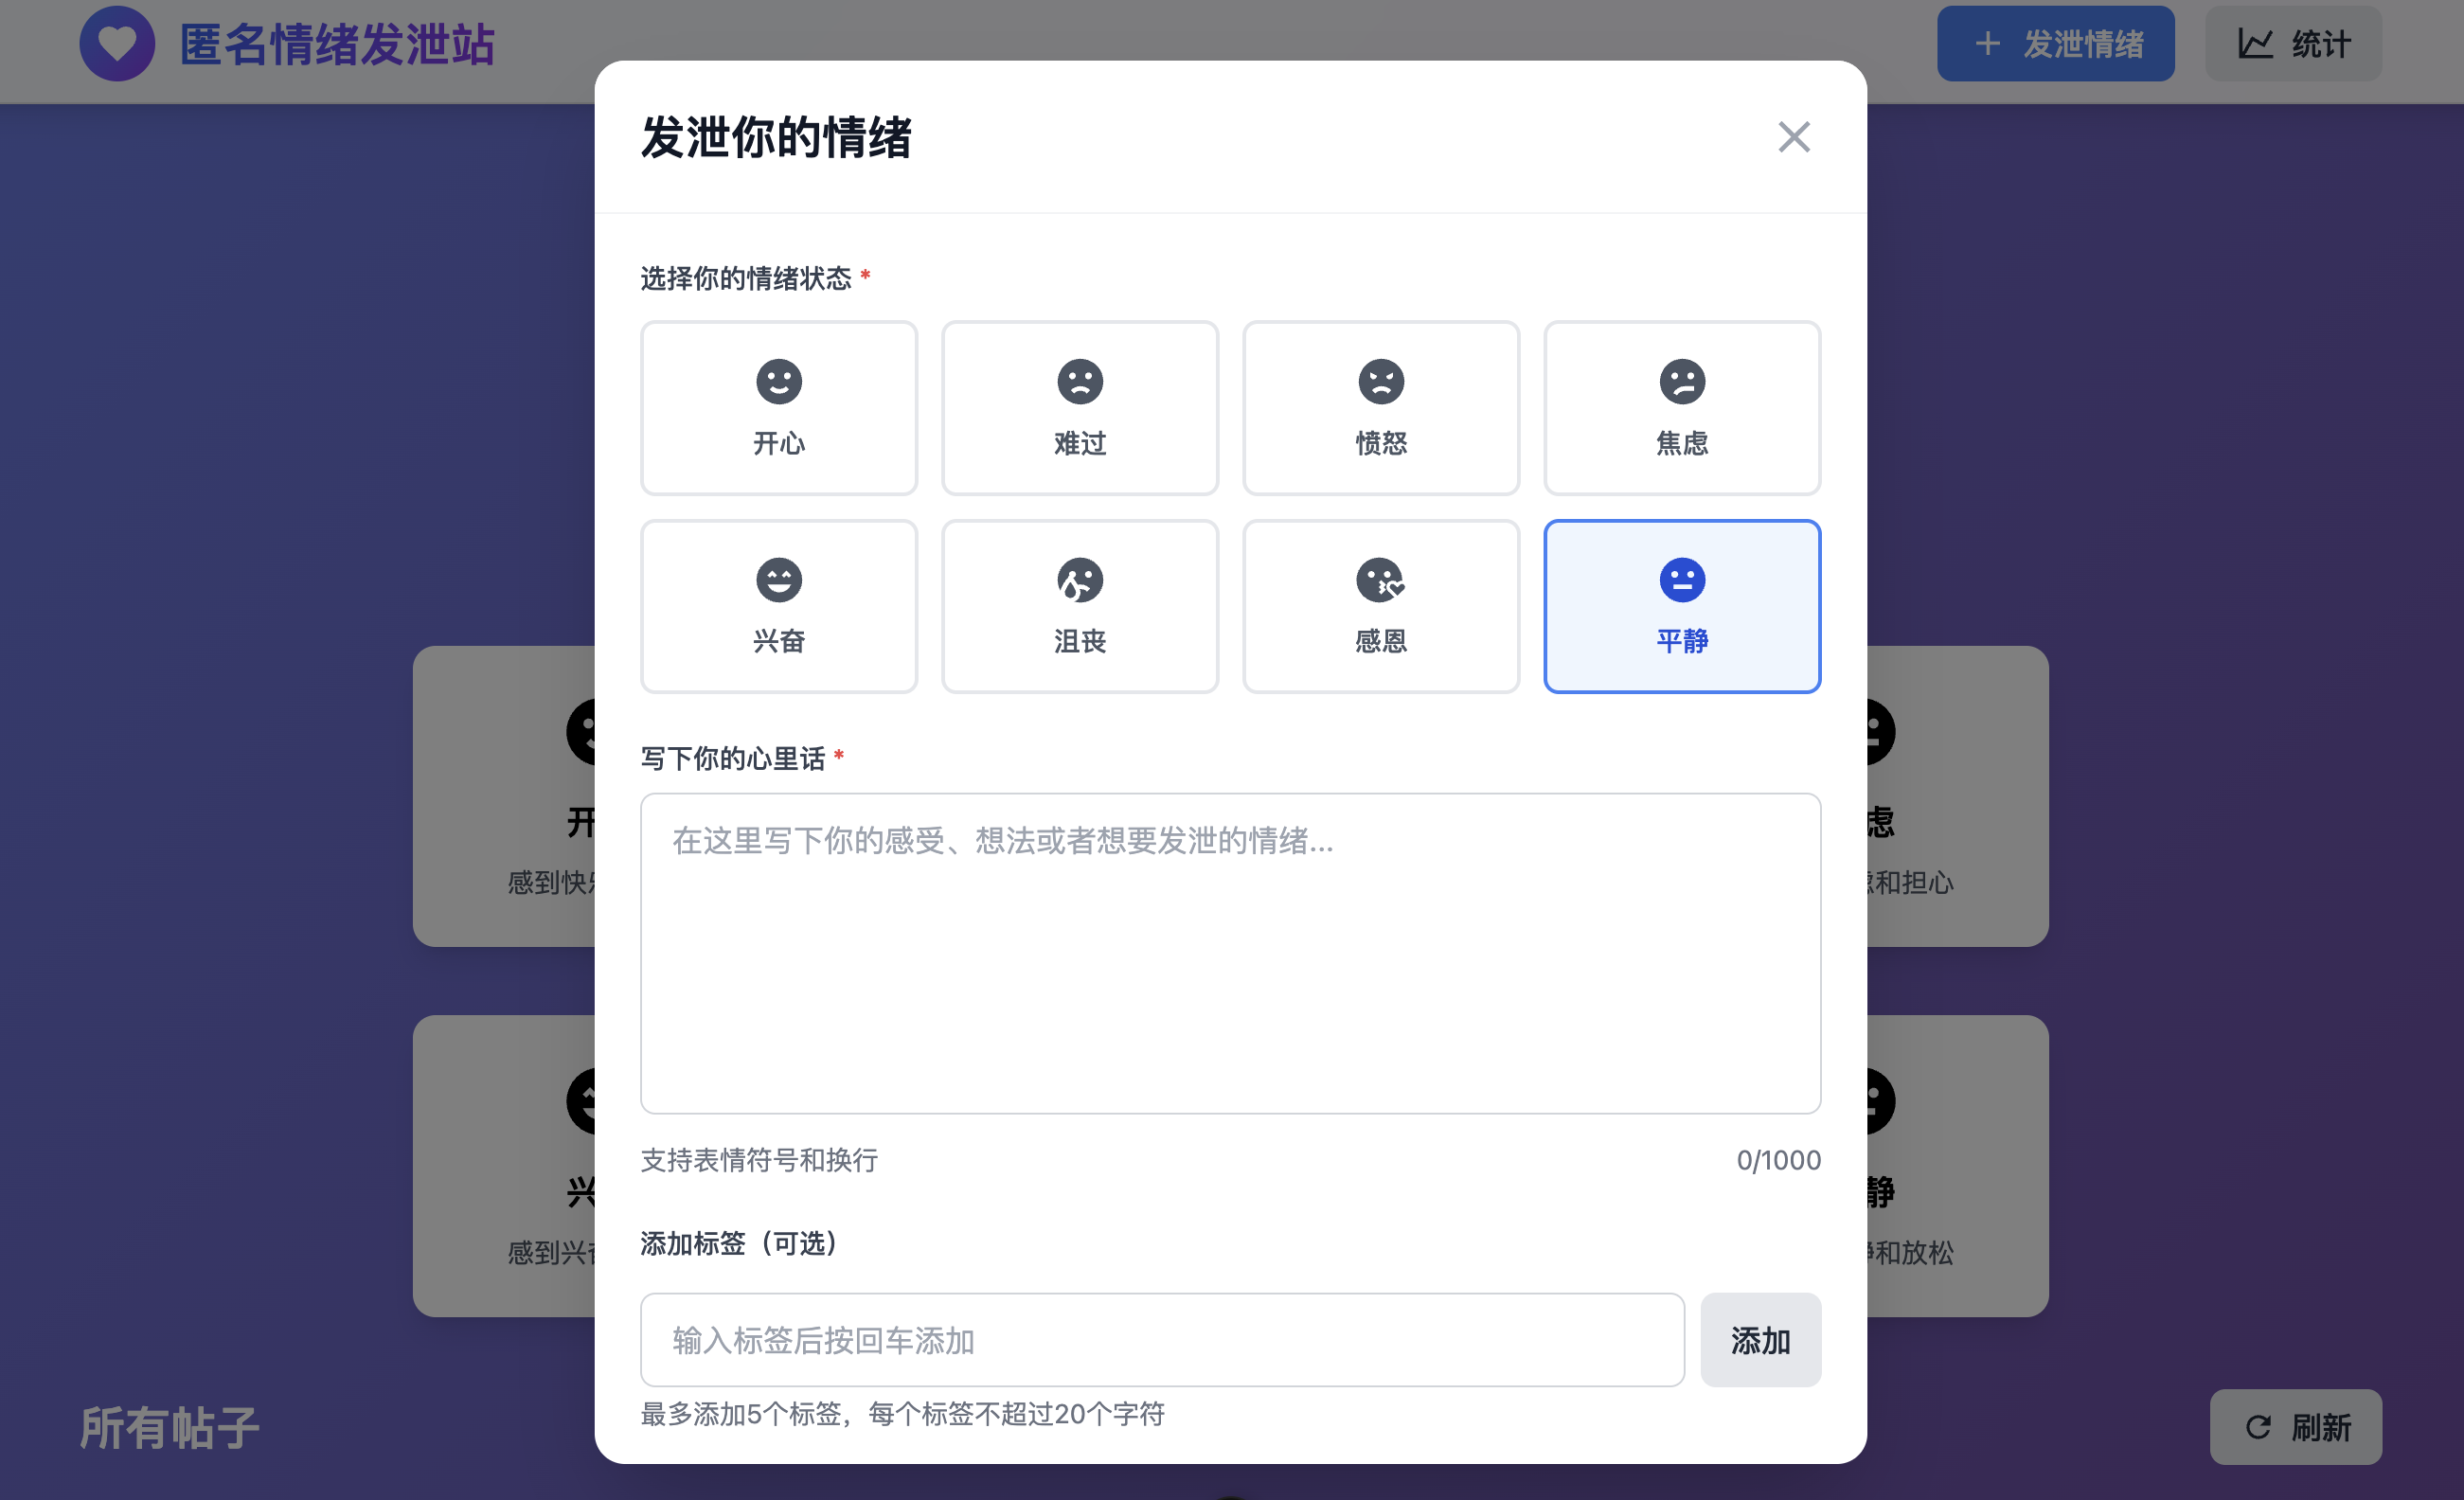 匿名情绪发泄站
发泄情绪
统计
发泄你的情绪
选择你的情绪状态 *
开心
难过
愤怒
焦虑
兴奋
沮丧
感恩
平静
写下你的心里话 *
在这里写下你的感受、想法或者想要发泄的情绪...
支持表情符号和换行
0/1000
添加标签（可选）
输入标签后按回车添加
添加
最多添加5个标签，每个标签不超过20个字符
开
感到快
虑
和担心
兴
感到兴
静
和放松
所有帖子
刷新